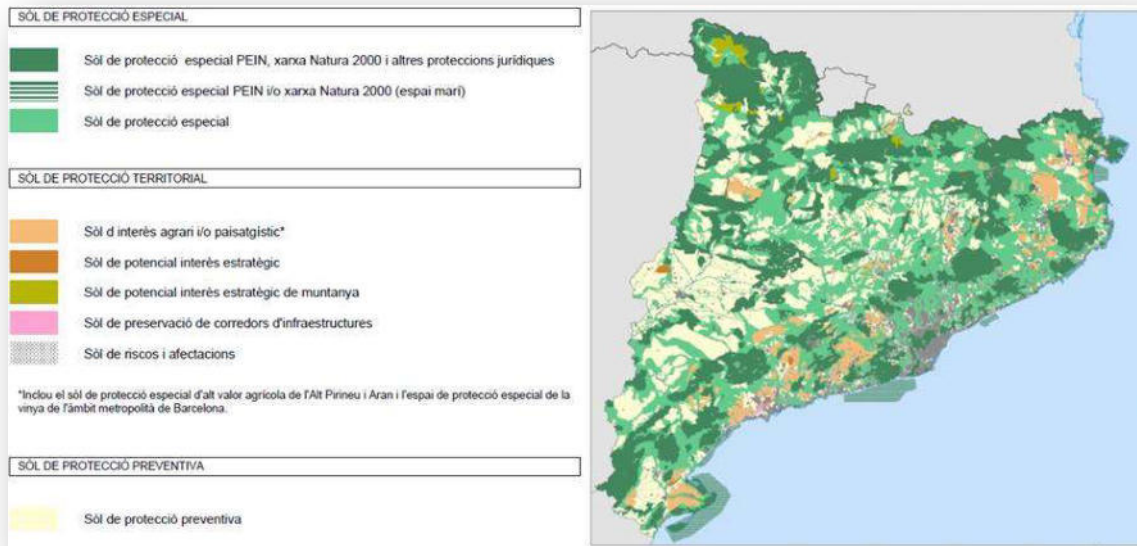 SÒL DE PROTECCIÓ ESPECIAL
Sòl de protecció especial PEIN, xarxa Natura 2000 i altres proteccions jurídiques
Sòl de protecció especial PEIN i/o xarxa Natura 2000 (espai marí)
Sòl de protecció especial
SÒL DE PROTECCIÓ TERRITORIAL
Sòl d interès agrari i/o paisatgístic*
Sòl de potencial interès estratègic
Sòl de potencial interès estratègic de muntanya
Sòl de preservació de corredors d'infraestructures
Sòl de riscos i afectacions
*Inclou el sòl de protecció especial d'alt valor agrícola de l'Alt Pirineu i Aran i l'espai de protecció especial de la
vinya de l'àmbit metropolità de Barcelona.
SÒL DE PROTECCIÓ PREVENTIVA
Sòl de protecció preventiva